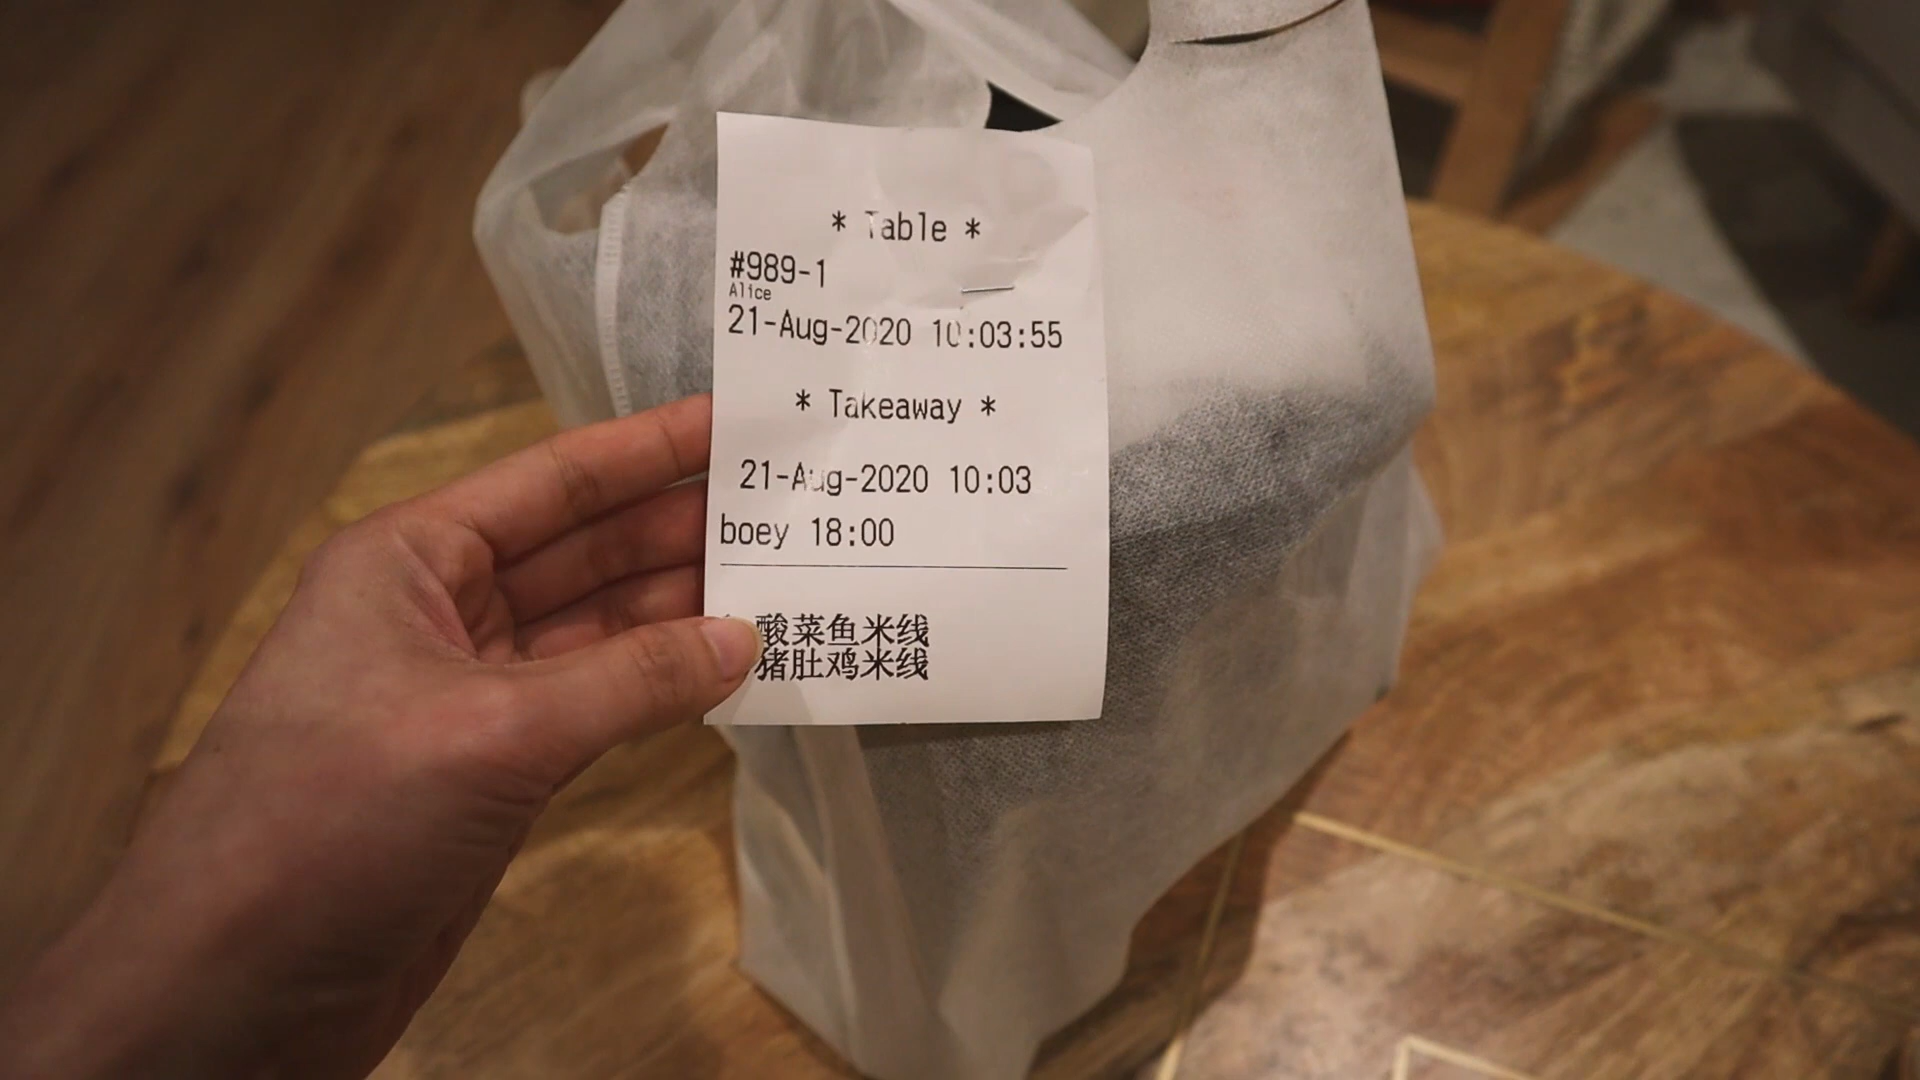 * Table *
#989-1
Alice
21-Aug-2020 10:03:55
* Takeaway *
21-Aug-2020 10:03
boey 18:00
酸菜鱼米线
猪肚鸡米线